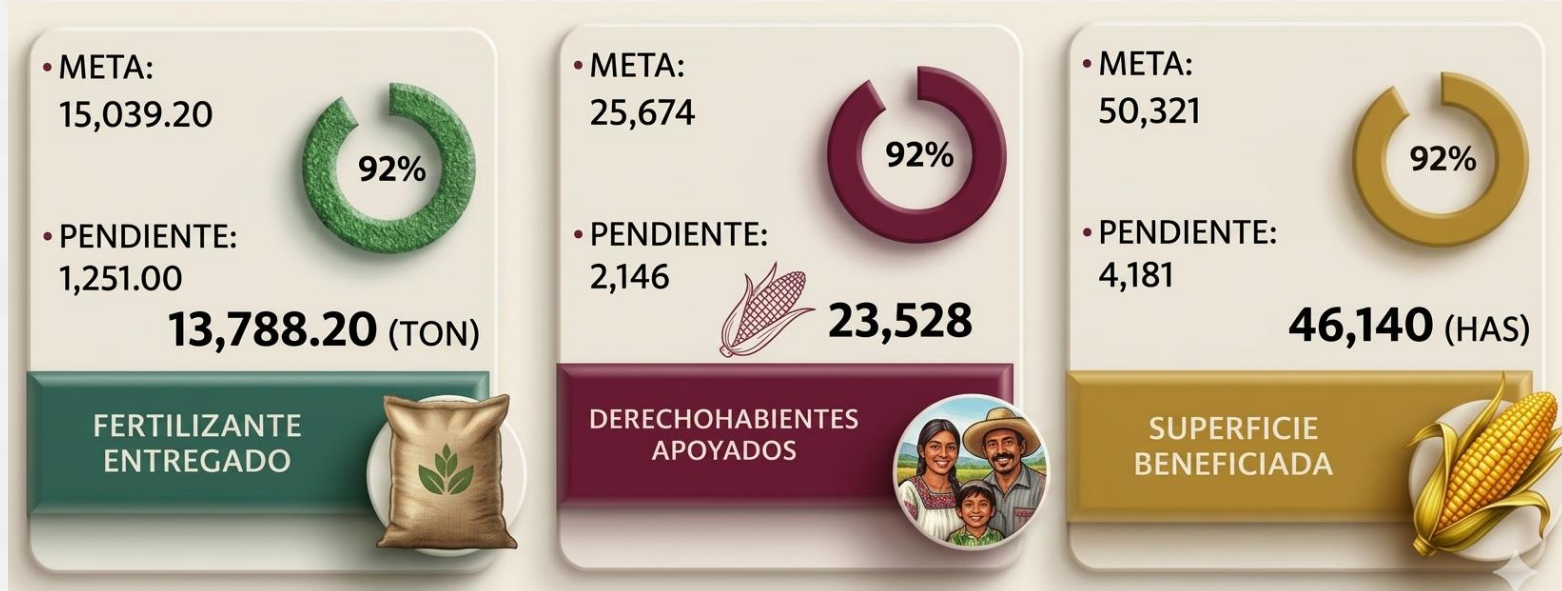 • META:
15,039.20
92%
• PENDIENTE:
1,251.00
13,788.20 (TON)
FERTILIZANTE
ENTREGADO
• META:
25,674
92%
• PENDIENTE:
2,146
23,528
DERECHOHABIENTES
APOYADOS
• META:
50,321
92%
• PENDIENTE:
4,181
46,140 (HAS)
SUPERFICIE
BENEFICIADA